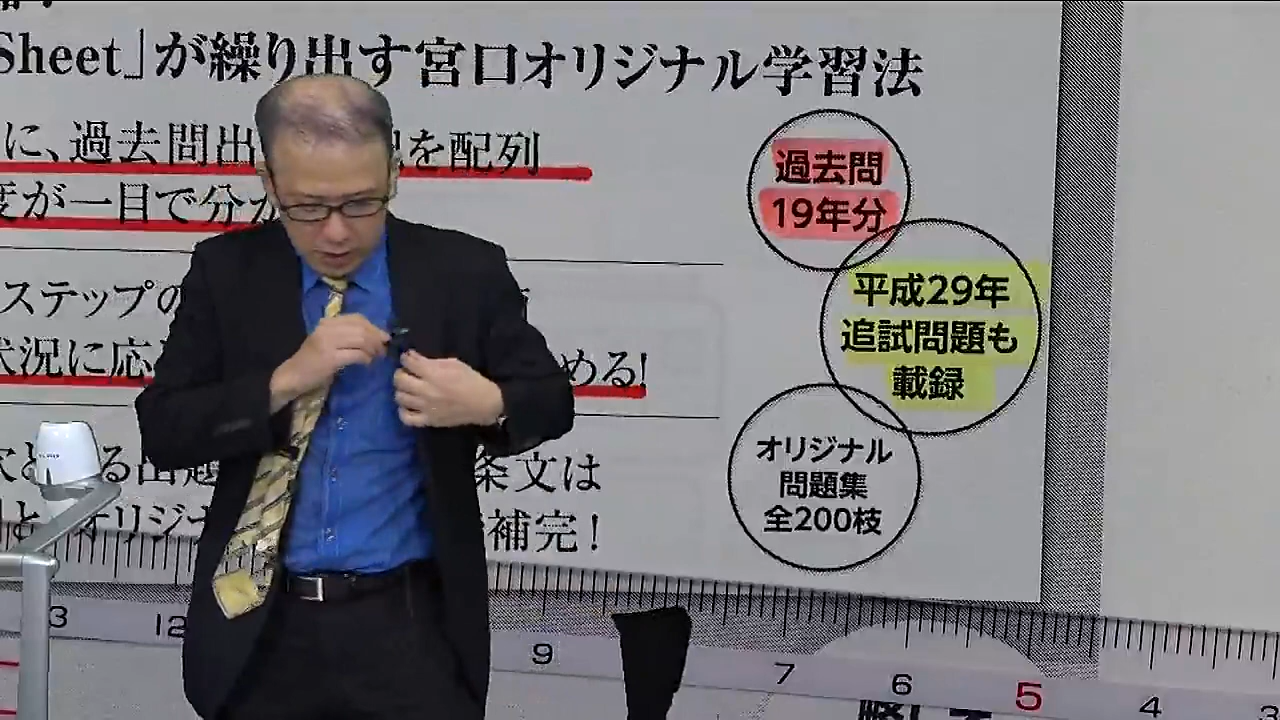 Sheet」が繰り出す宮口オリジナル学習法
に、過去問出
を配列
度が一目で分か
ステップの
状況に応
める!
る出題
条文は
オリジナ
補完!
過去問
19年分
平成29年
追試問題も
載録
オリジナル
問題集
全200枝
3
12
9
7
6
5
4
3